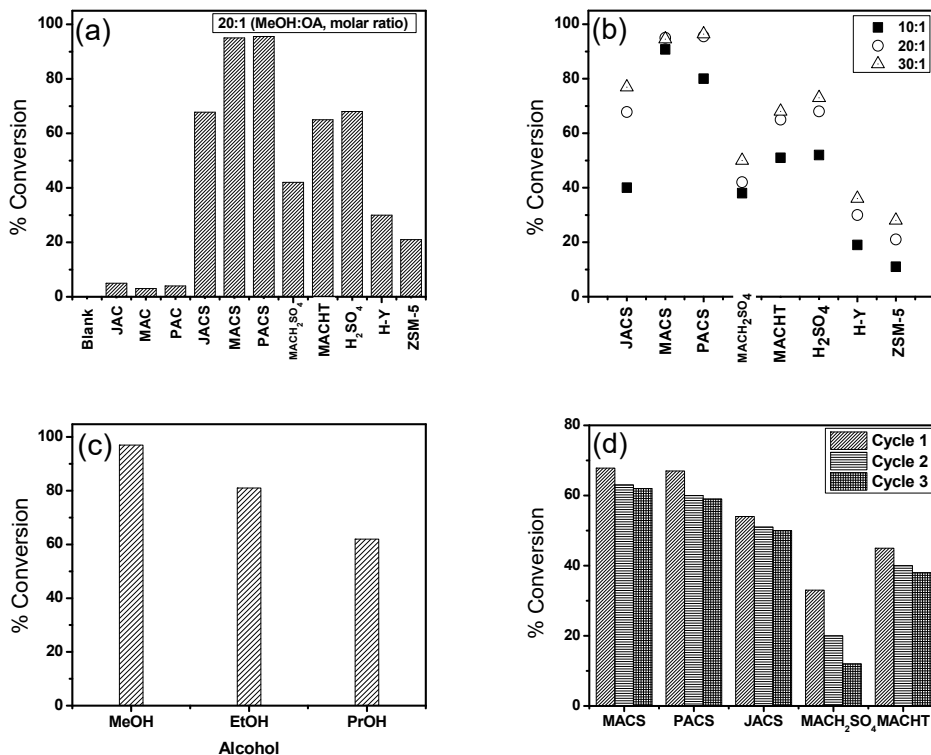 (a)
20:1 (MeOH:OA, molar ratio)
% Conversion
100
80
60
40
20
0
Blank
JAC
MAC
PAC
JACS
MACS
PACS
MACH₂SO₄
MACHT
H₂SO₄
H-Y
ZSM-5
(b)
10:1
20:1
30:1
% Conversion
100
80
60
40
20
0
JACS
MACS
PACS
MACH₂SO₄
MACHT
H₂SO₄
H-Y
ZSM-5
(c)
% Conversion
100
80
60
40
20
0
MeOH EtOH PrOH
Alcohol
(d)
Cycle 1
Cycle 2
Cycle 3
% Conversion
80
60
40
20
0
MACS PACS JACS MACH₂SO₄ MACHT